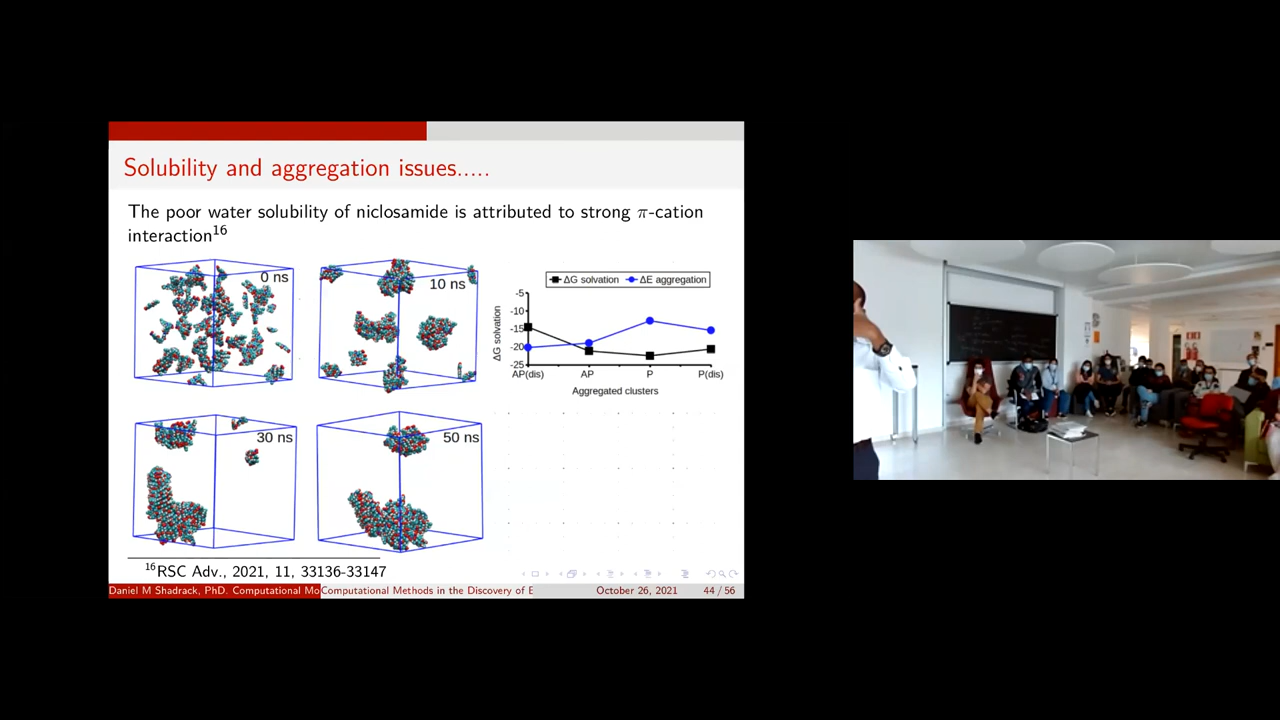 Solubility and aggregation issues.....
The poor water solubility of niclosamide is attributed to strong π-cation
interaction16
0 ns
10 ns
30 ns
50 ns
ΔG solvation
ΔE aggregation
ΔG solvation
-5
-10
-15
-20
-25
AP(dis)
AP
P
P(dis)
Aggregated clusters
16RSC Adv., 2021, 11, 33136-33147
Daniel M Shadrack, PhD. Computational Mo
Computational Methods in the Discovery of E
October 26, 2021
44 / 56